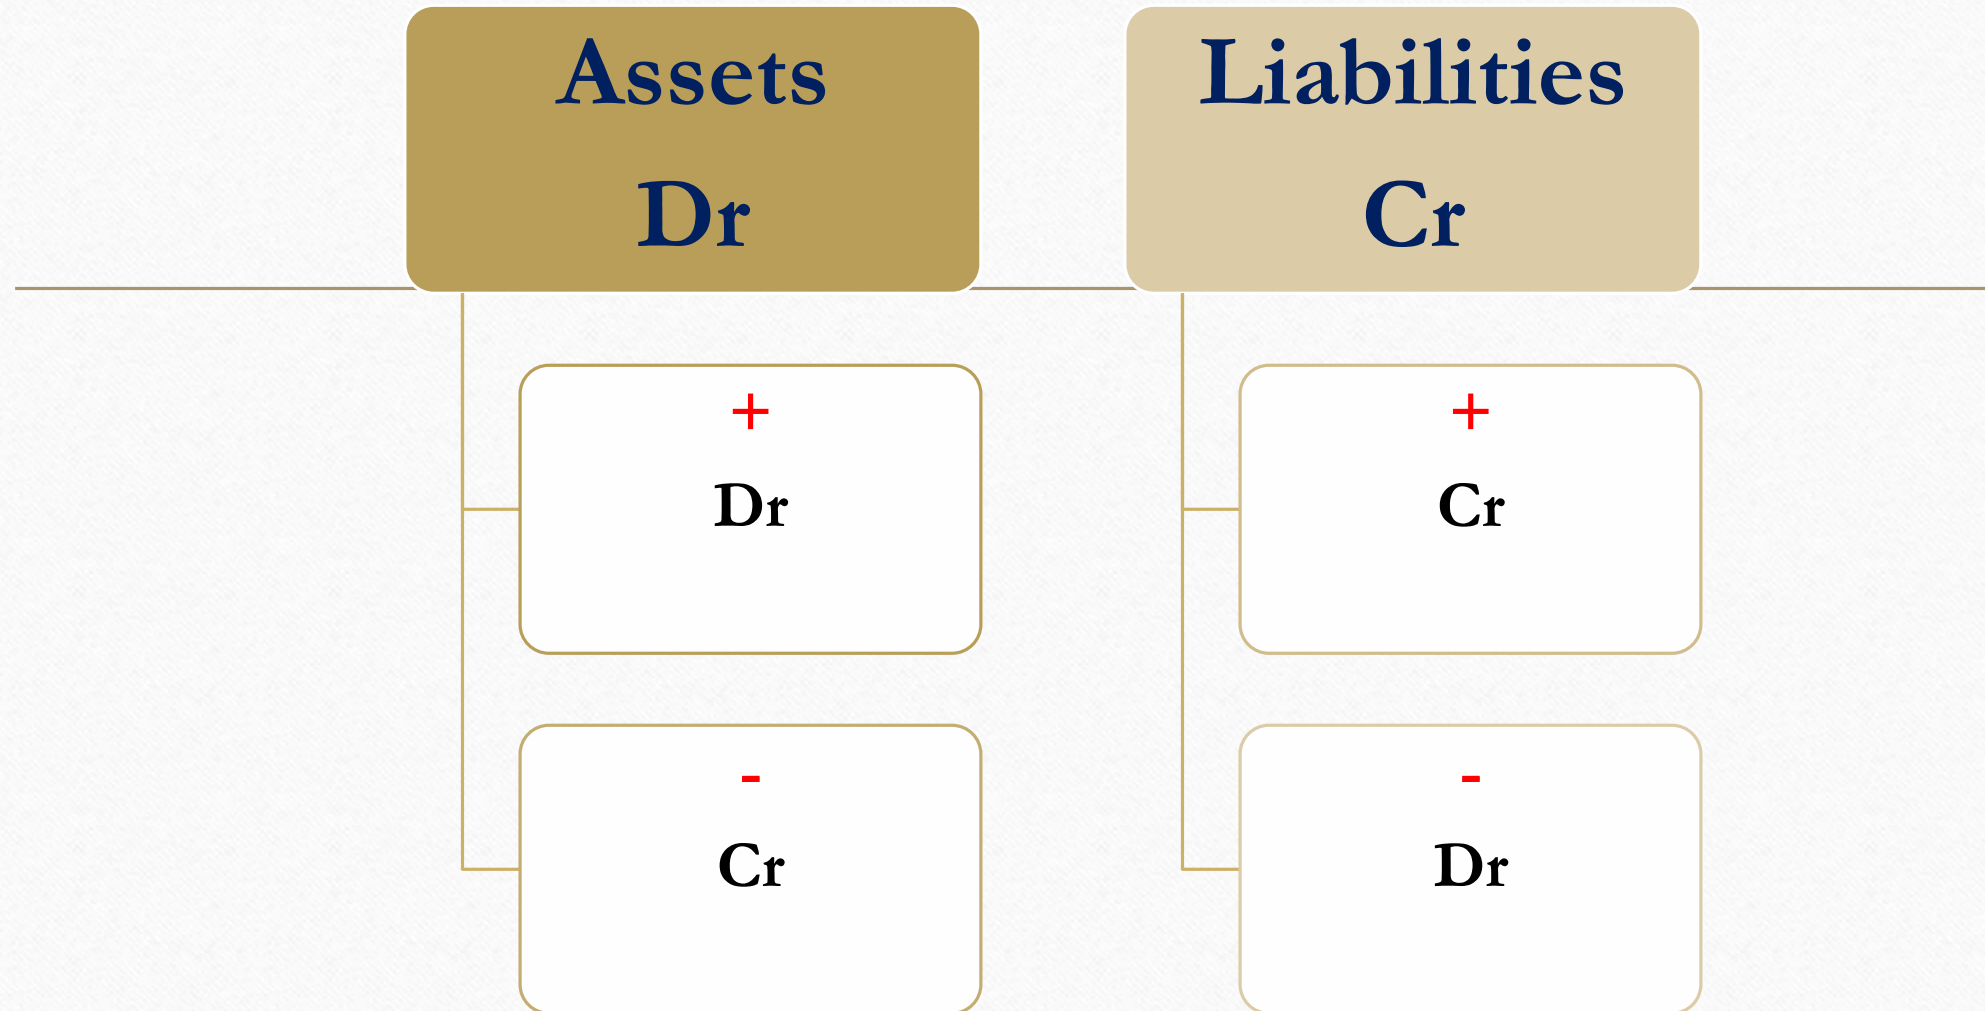 Assets
Dr
+
Dr
-
Cr
Liabilities
Cr
+
Cr
-
Dr